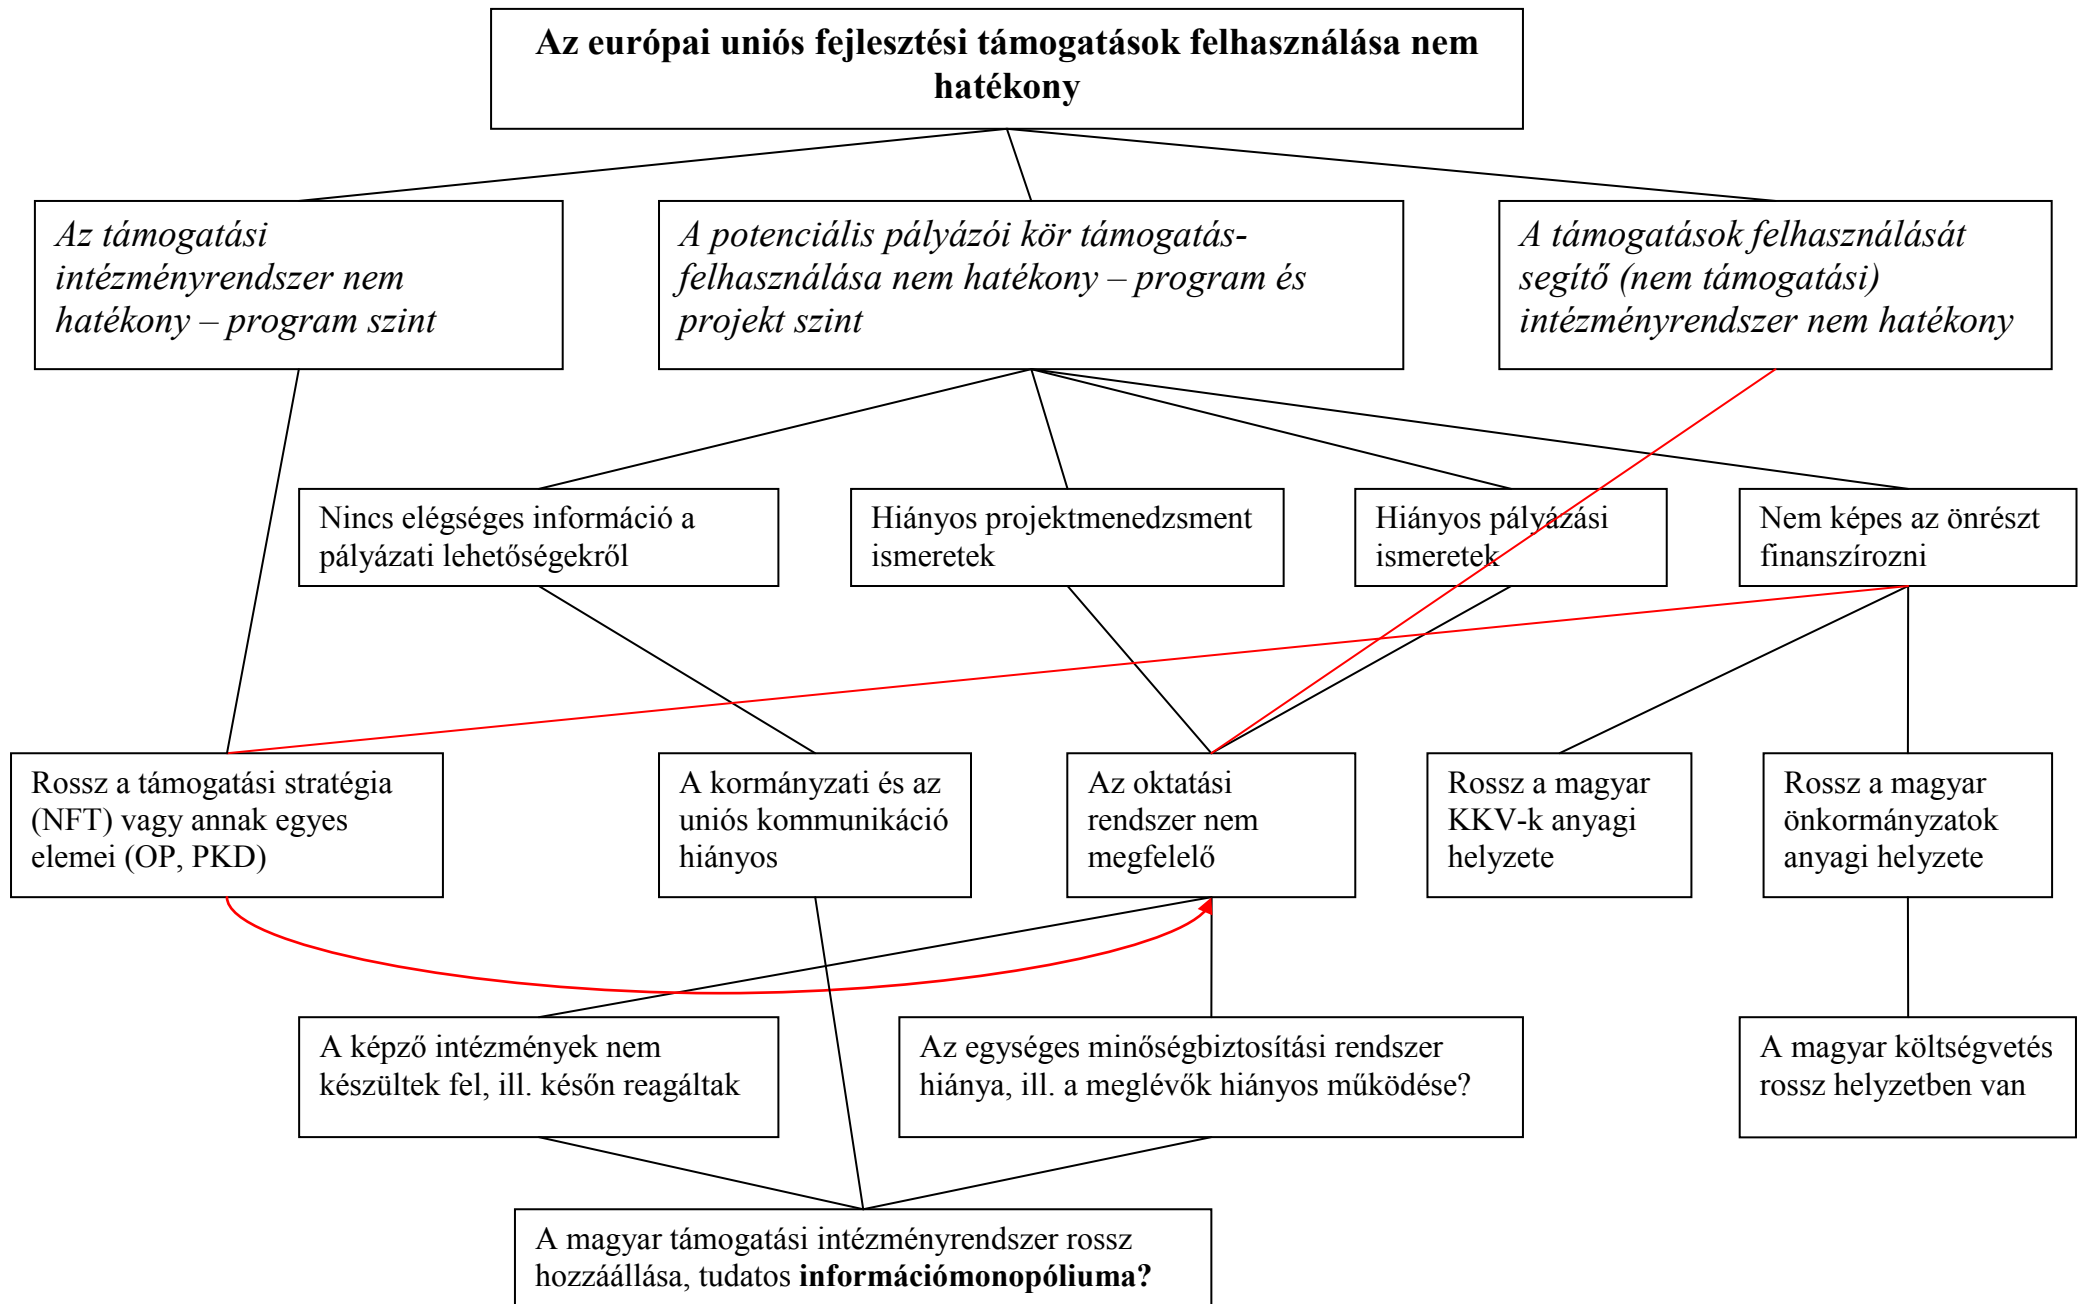 Az európai uniós fejlesztési támogatások felhasználása nem
hatékony
Az támogatási
intézményrendszer nem
hatékony – program szint
A potenciális pályázói kör támogatás-
felhasználása nem hatékony – program és
projekt szint
A támogatások felhasználását
segítő (nem támogatási)
intézményrendszer nem hatékony
Nincs elégséges információ a
pályázati lehetőségekről
Hiányos projektmenedzsment
ismeretek
Hiányos pályázási
ismeretek
Nem képes az önrészt
finanszírozni
Rossz a támogatási stratégia
(NFT) vagy annak egyes
elemei (OP, PKD)
A kormányzati és az
uniós kommunikáció
hiányos
Az oktatási
rendszer nem
megfelelő
Rossz a magyar
KKV-k anyagi
helyzete
Rossz a magyar
önkormányzatok
anyagi helyzete
A képző intézmények nem
készültek fel, ill. későn reagáltak
Az egységes minőségbiztosítási rendszer
hiánya, ill. a meglévők hiányos működése?
A magyar költségvetés
rossz helyzetben van
A magyar támogatási intézményrendszer rossz
hozzáállása, tudatos információmonopóliuma?